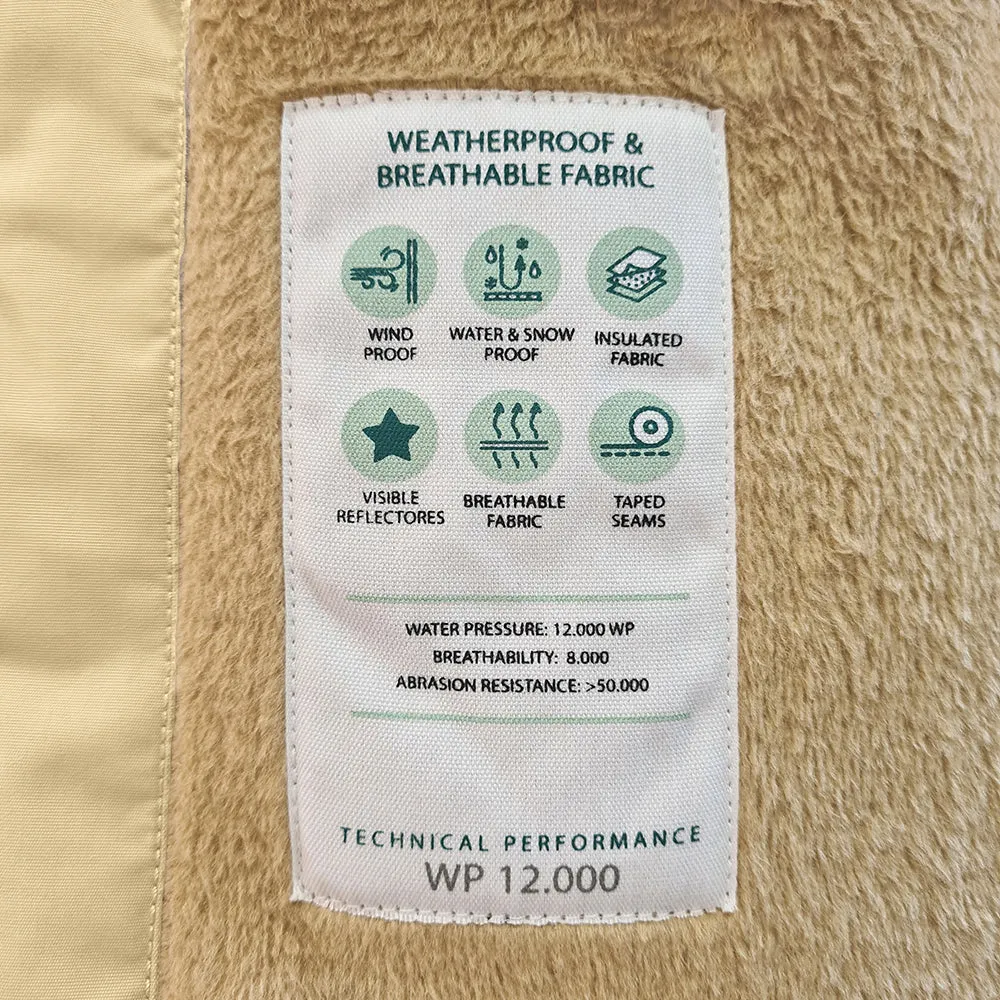 WEATHERPROOF &
BREATHABLE FABRIC
WIND
PROOF
WATER & SNOW
PROOF
INSULATED
FABRIC
VISIBLE
REFLECTORES
BREATHABLE
FABRIC
TAPED
SEAMS
WATER PRESSURE: 12.000 WP
BREATHABILITY: 8.000
ABRASION RESISTANCE: >50.000
TECHNICAL PERFORMANCE
WP 12.000